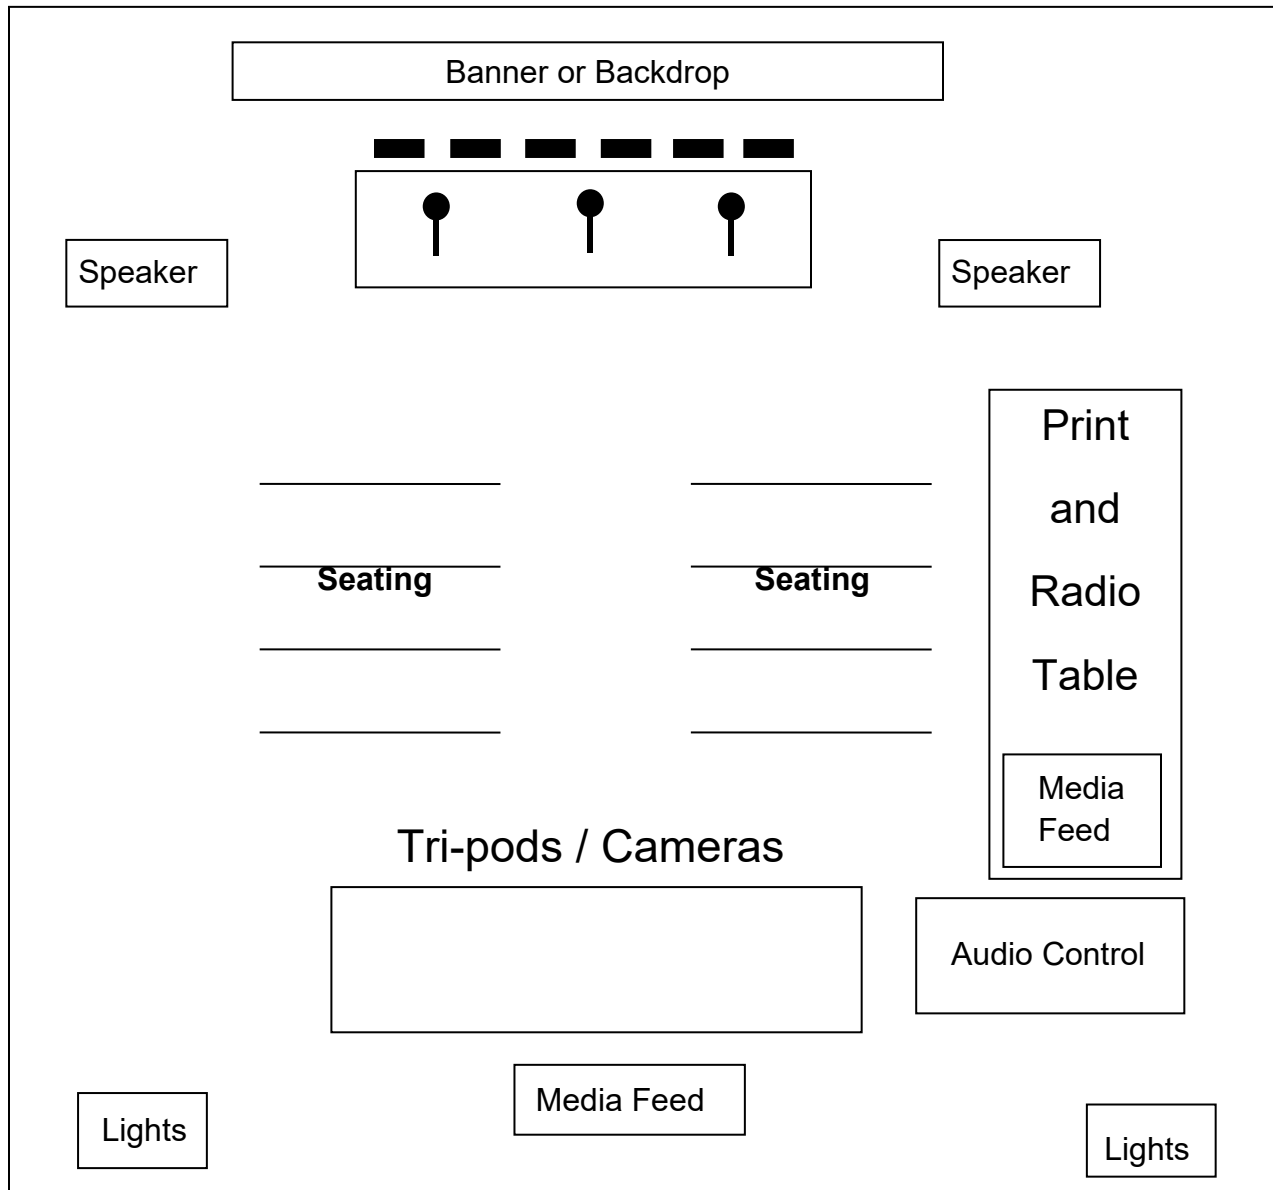 Banner or Backdrop
Speaker
Speaker
Print
and
Radio
Table
Seating
Seating
Media
Feed
Tri-pods / Cameras
Audio Control
Media Feed
Lights
Lights